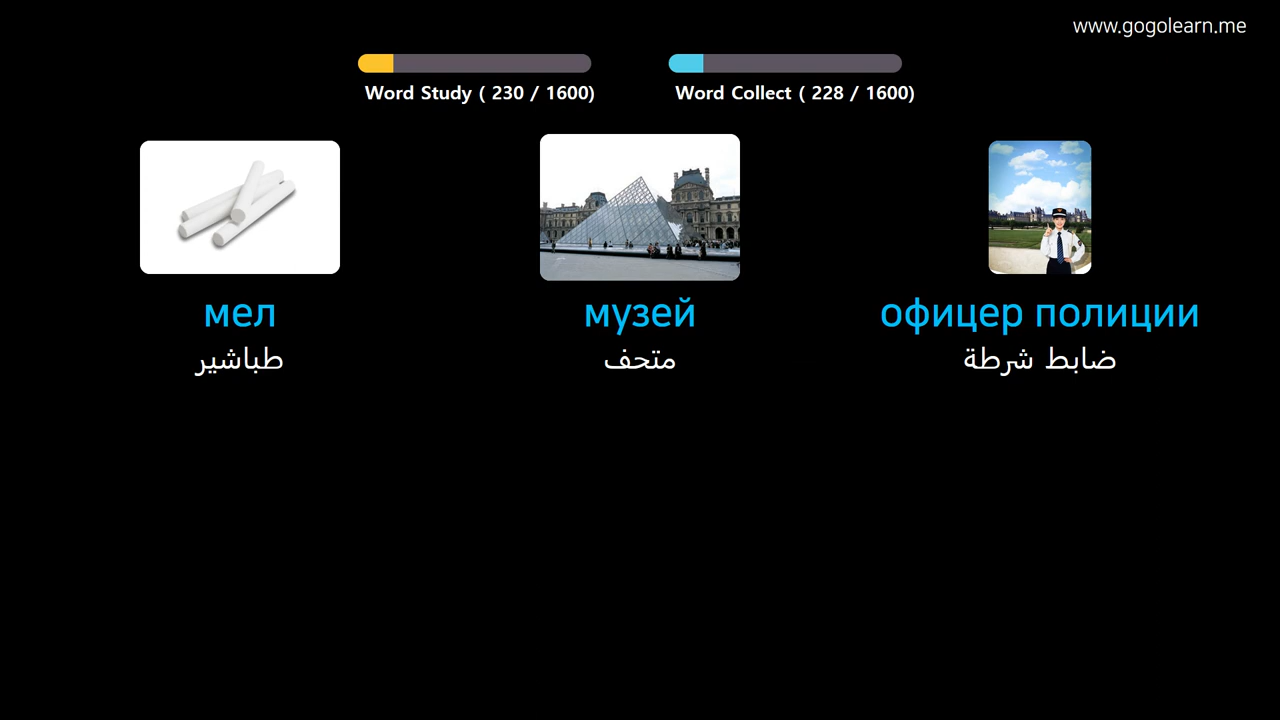 www.gogolearn.me
Word Study ( 230 / 1600)
Word Collect ( 228 / 1600)
мел
музей
офицер полиции
طباشير
متحف
ضابط شرطة